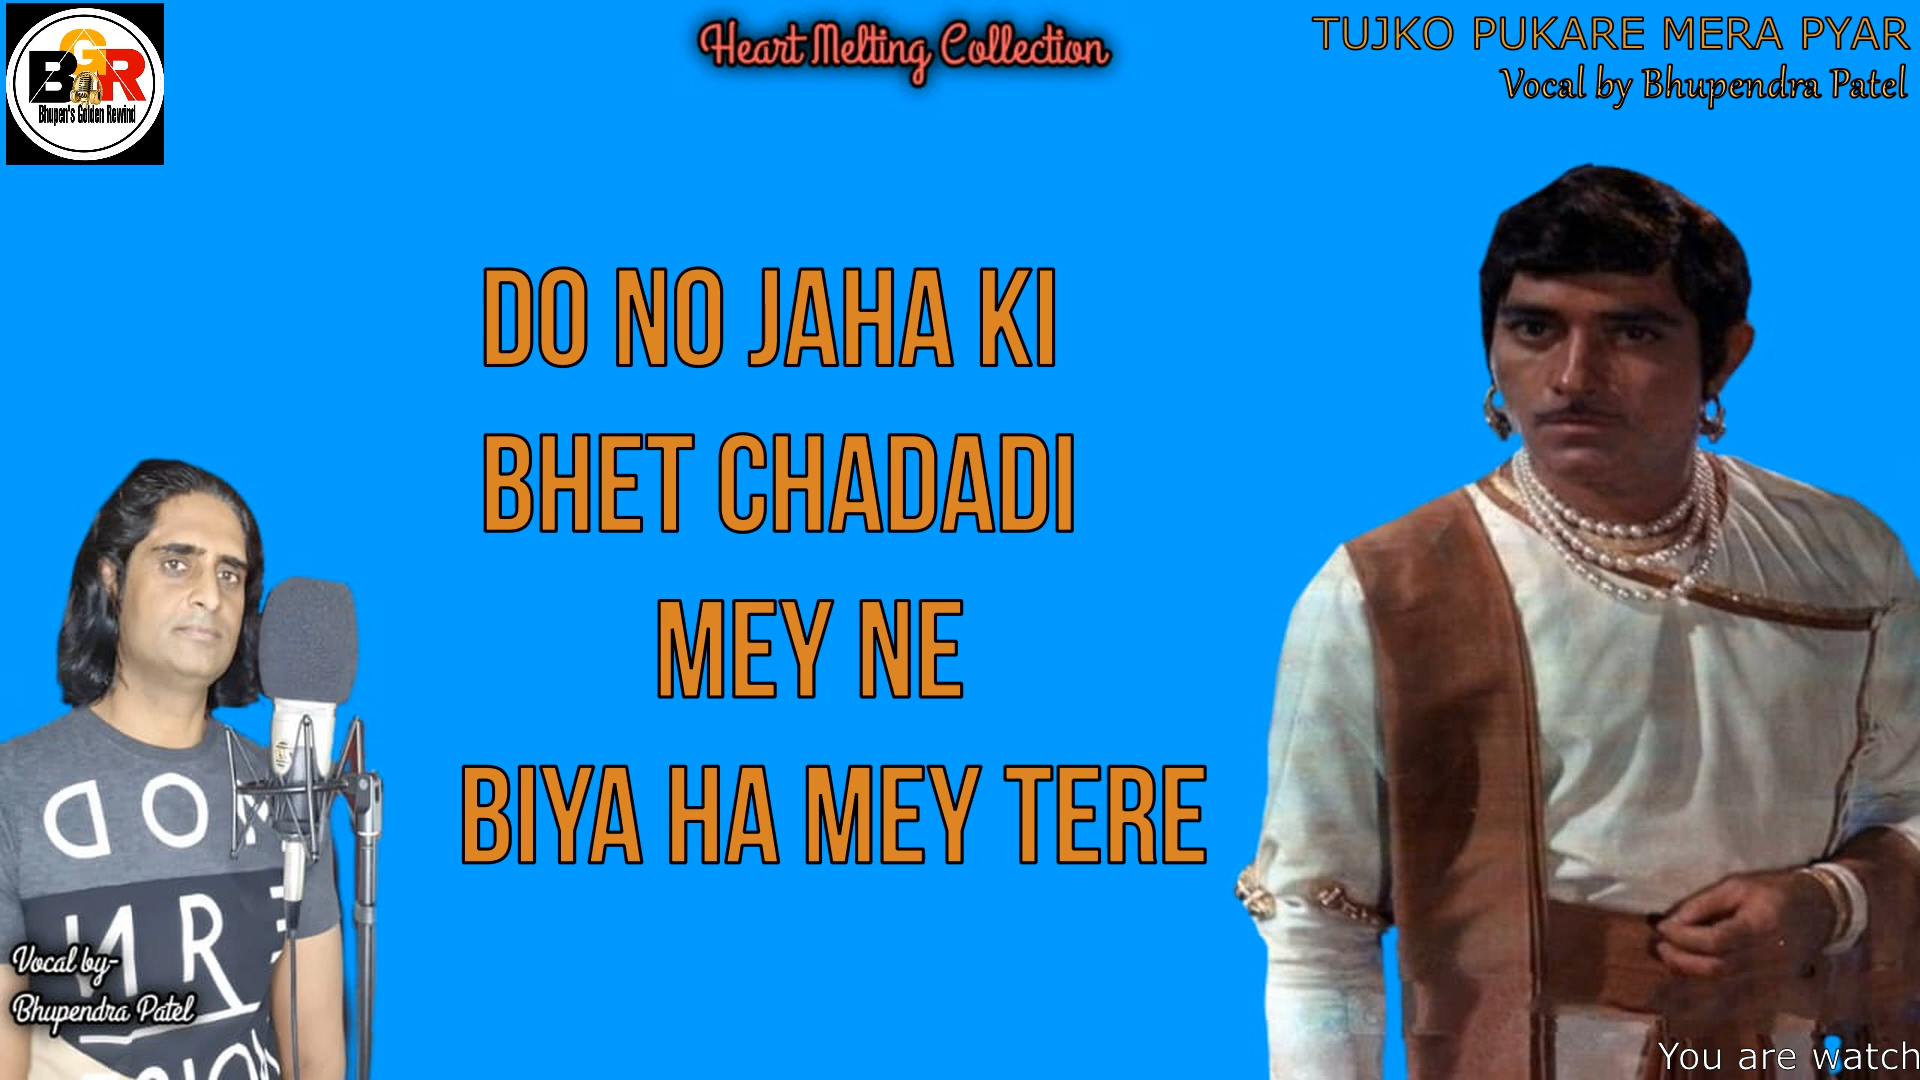 BGR
Bhupen's Golden Rewind
Heart Melting Collection
TUJKO PUKARE MERA PYAR
Vocal by Bhupendra Patel
DO NO JAHA KI
BHET CHADADI
MEY NE
BIYA HA MEY TERE
Vocal by-
Bhupendra Patel
You are watch